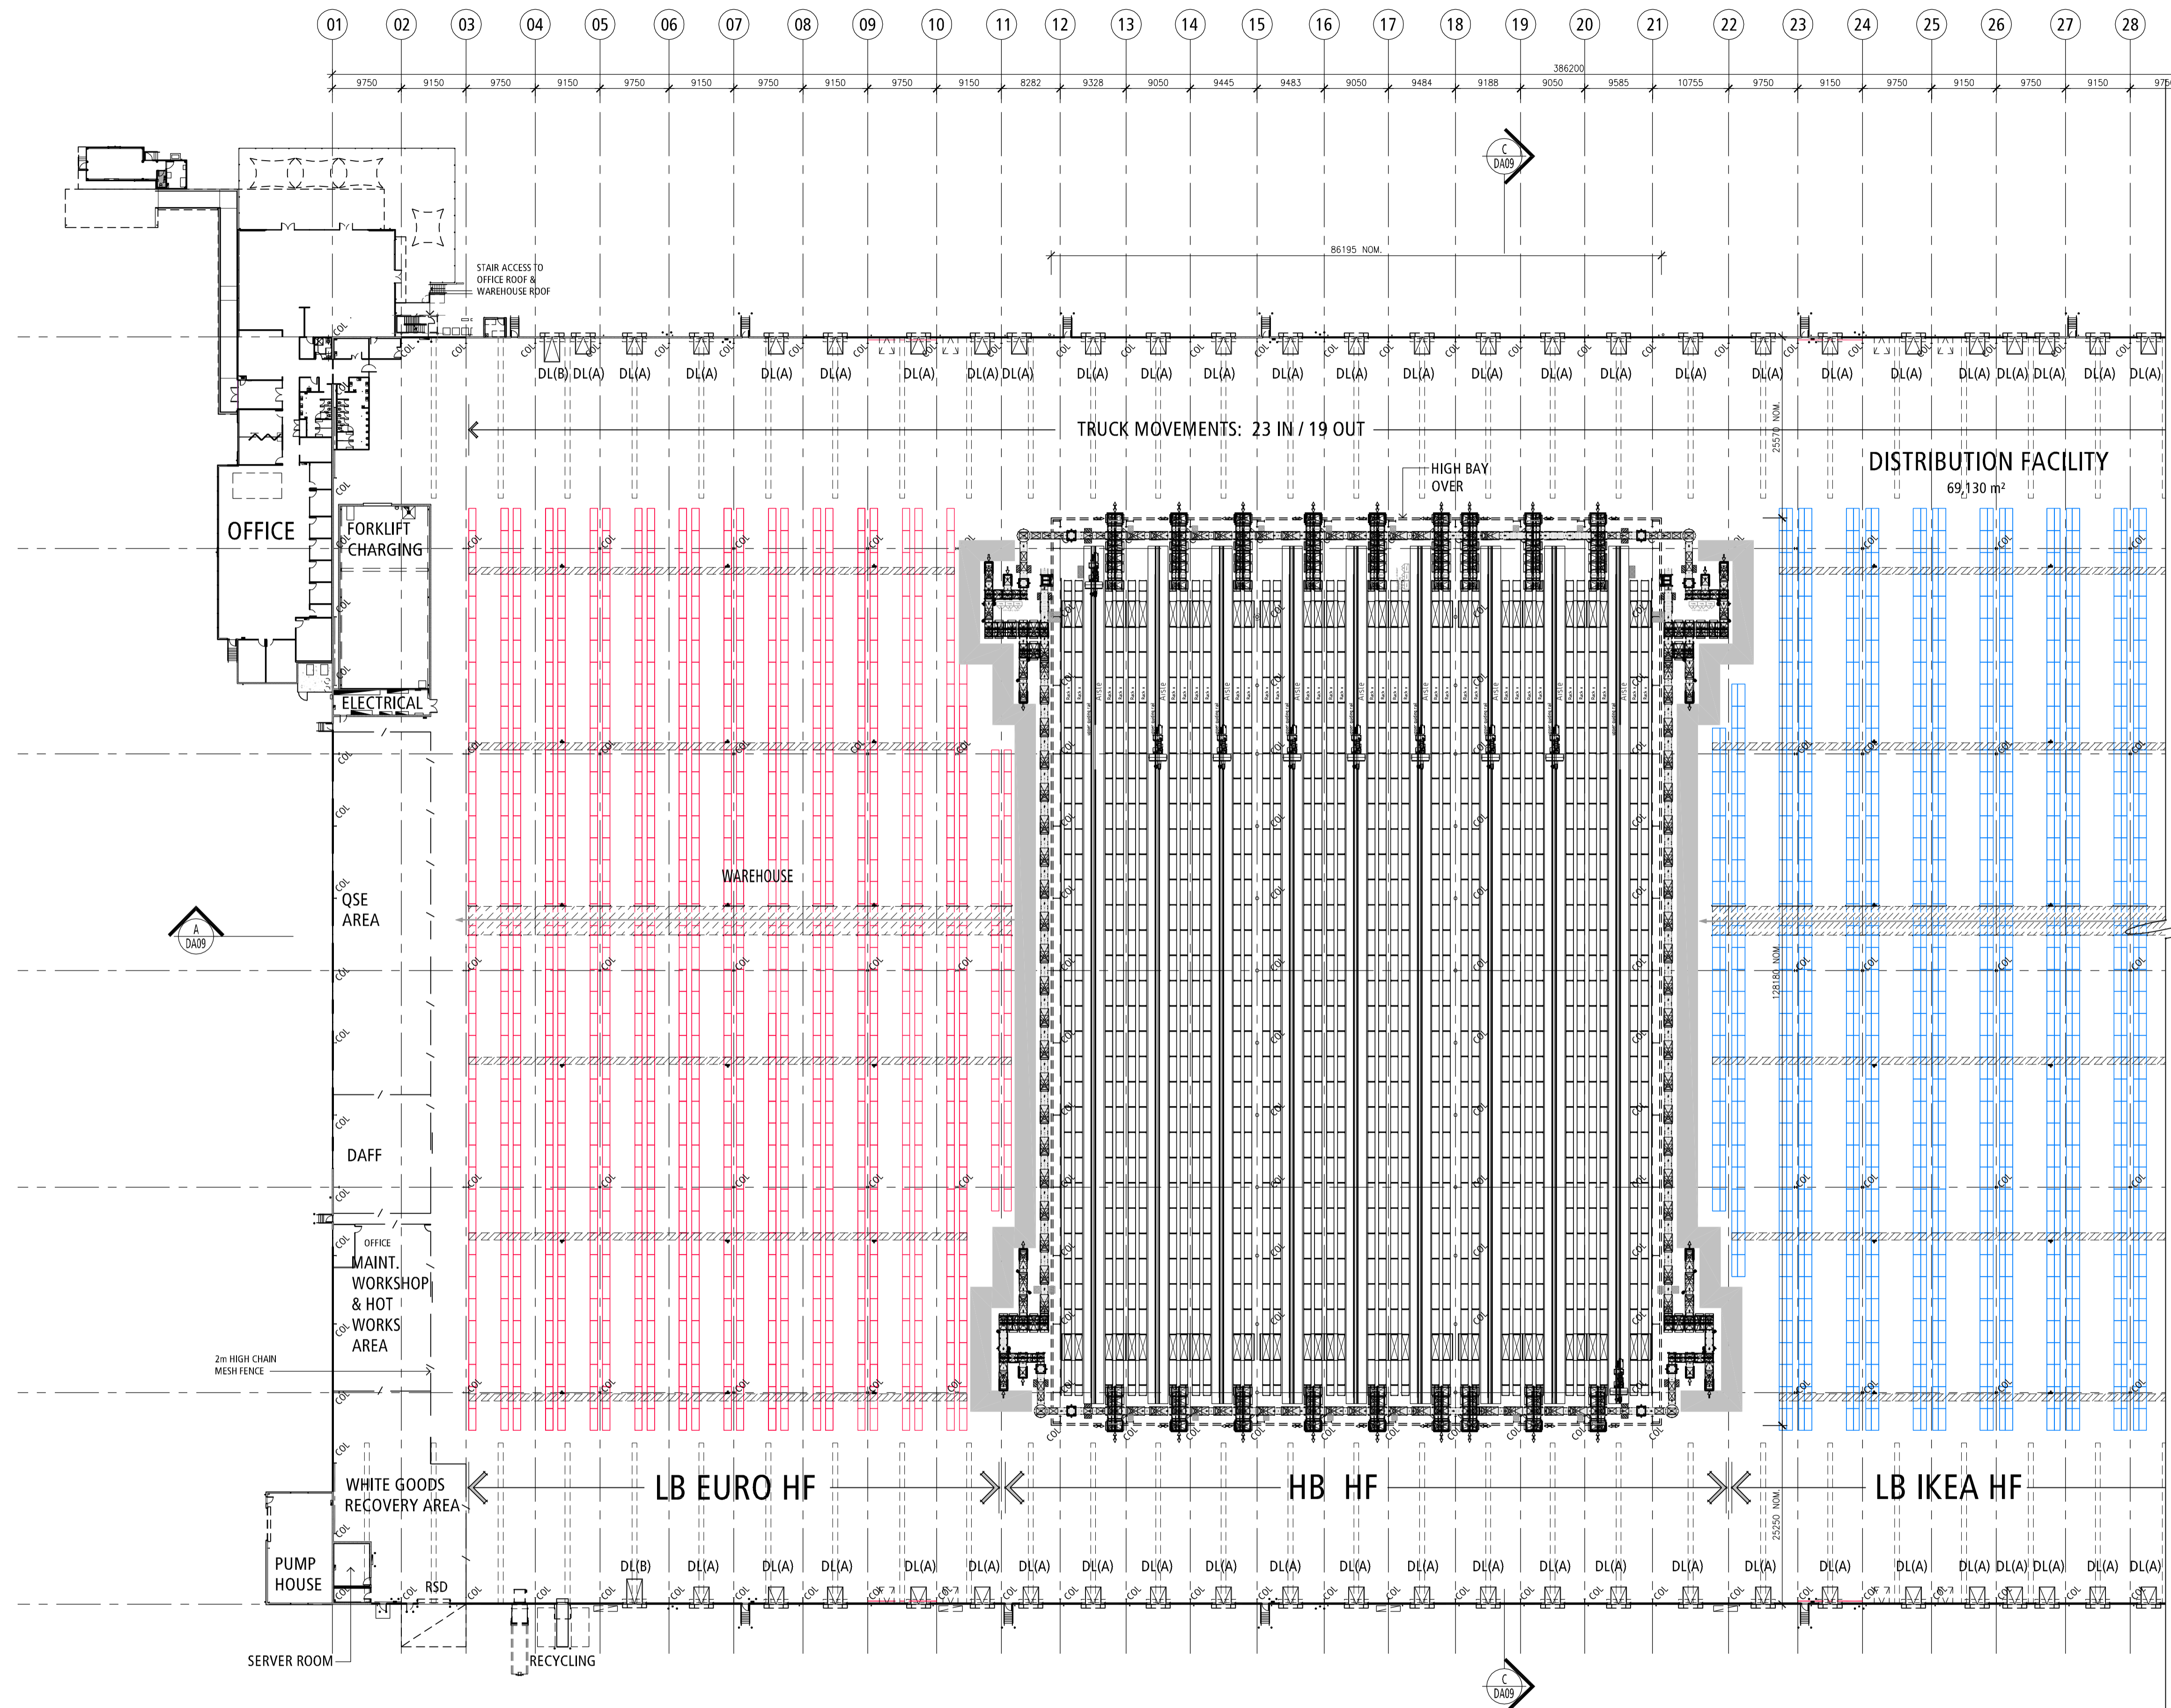 01 02 03 04 05 06 07 08 09 10 11 12 13 14 15 16 17 18 19 20 21 22 23 24 25 26 27 28
386200
9750 9150 9750 9150 9750 9150 9750 9150 9750 9150 8282 9328 9050 9445 9483 9050 9484 9188 9050 9585 10755 9750 9150 9750 9150 9750 9150
C
DA09
86195 NOM.
STAIR ACCESS TO
OFFICE ROOF &
WAREHOUSE ROOF
DL(B) DL(A) DL(A) DL(A) DL(A) DL(A) DL(A) DL(A) DL(A) DL(A) DL(A) DL(A) DL(A) DL(A) DL(A) DL(A) DL(A) DL(A) DL(A) DL(A) DL(A) DL(A) DL(A) DL(A) DL(A) DL(A) DL(A)
TRUCK MOVEMENTS: 23 IN / 19 OUT
25570 NOM.
HIGH BAY
OVER
DISTRIBUTION FACILITY
69,130 m²
OFFICE
FORKLIFT
CHARGING
ELECTRICAL
WAREHOUSE
QSE
AREA
A
DA09
128180 NOM.
DAFF
OFFICE
MAINT.
WORKSHOP
& HOT
WORKS
AREA
2m HIGH CHAIN
MESH FENCE
WHITE GOODS
RECOVERY AREA
LB EURO HF
HB HF
LB IKEA HF
25250 NOM.
PUMP
HOUSE
RSD
DL(B) DL(A) DL(A) DL(A) DL(A) DL(A) DL(A) DL(A) DL(A) DL(A) DL(A) DL(A) DL(A) DL(A) DL(A) DL(A) DL(A) DL(A) DL(A) DL(A) DL(A) DL(A) DL(A) DL(A) DL(A)
SERVER ROOM
RECYCLING
C
DA09